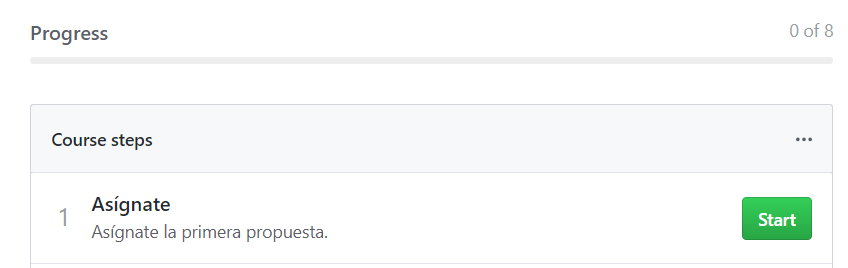 Progress
0 of 8
Course steps
1
Asígnate
Asígnate la primera propuesta.
Start